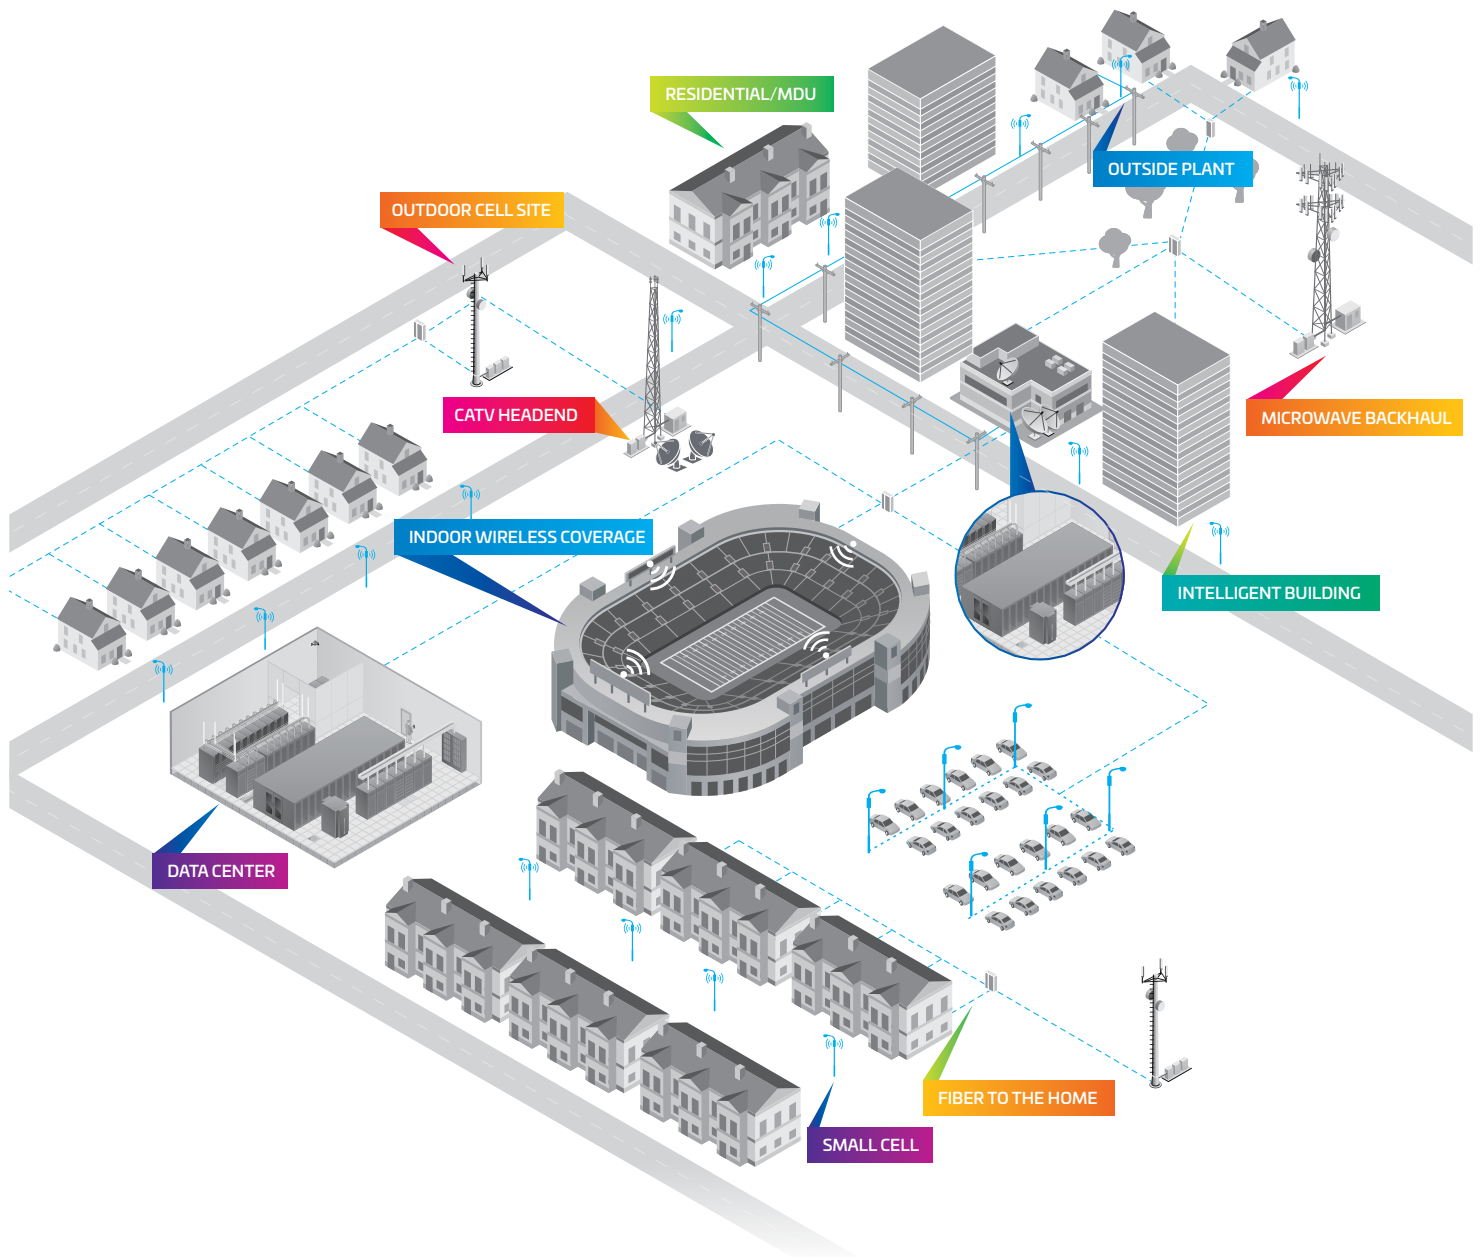 RESIDENTIAL/MDU
OUTSIDE PLANT
OUTDOOR CELL SITE
CATV HEADEND
MICROWAVE BACKHAUL
INDOOR WIRELESS COVERAGE
INTELLIGENT BUILDING
DATA CENTER
FIBER TO THE HOME
SMALL CELL